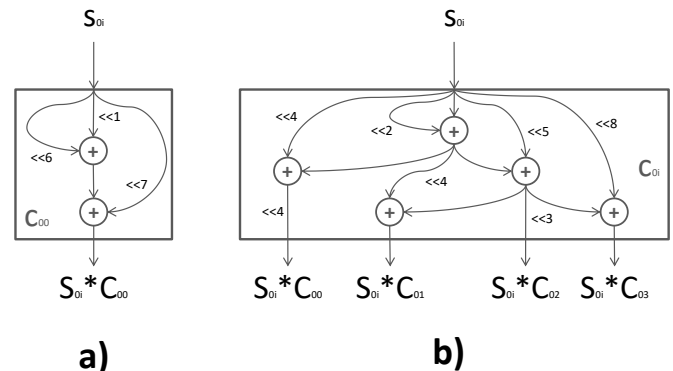 S0i
<<1
<<6
+
<<7
+
C00
S0i*C00
a)
S0i
<<4
<<2
+
<<5
<<8
+
<<4
+
C0i
<<4
+
<<3
+
S0i*C00
S0i*C01
S0i*C02
S0i*C03
b)